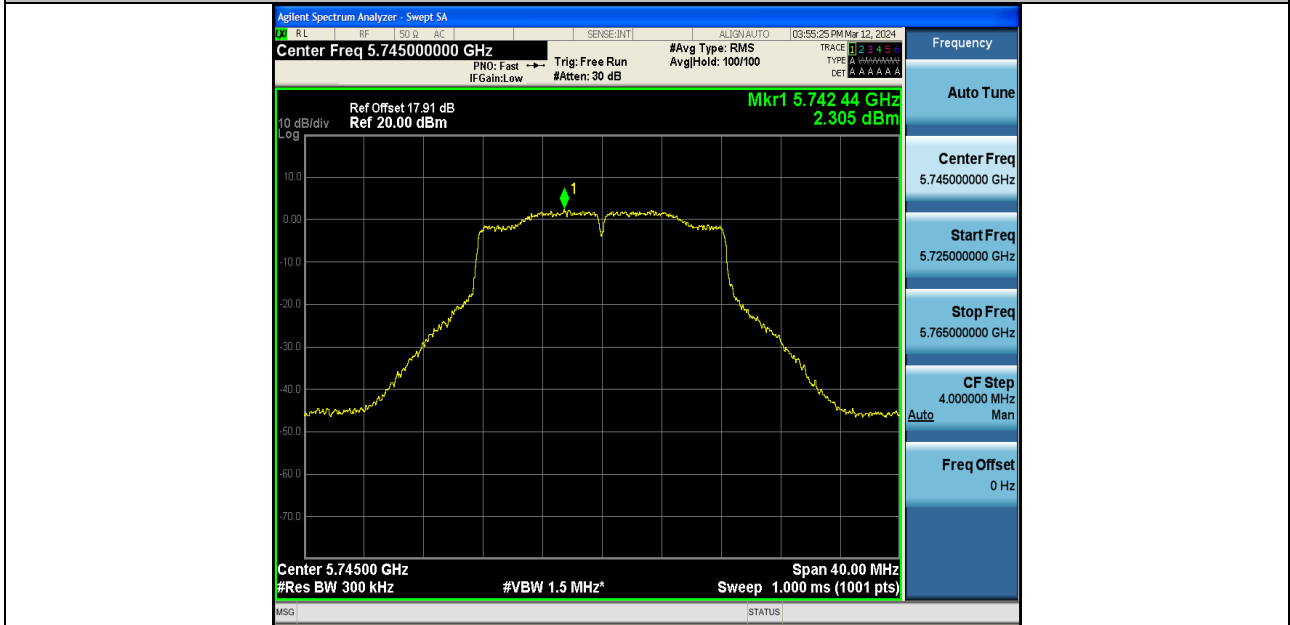 Agilent Spectrum Analyzer - Swept SA
LXI RL RF 50 Ω AC SENSE:INT ALIGN AUTO 03:55:25 PM Mar 12, 2024
Center Freq 5.745000000 GHz
PNO: Fast
IFGain:Low
Trig: Free Run
#Atten: 30 dB
#Avg Type: RMS
Avg|Hold: 100/100
TRACE 1 2 3 4 5 6
TYPE A WWWWWW
DET A A A A A A
Ref Offset 17.91 dB
10 dB/div Ref 20.00 dBm
Log
Mkr1 5.742 44 GHz
2.305 dBm
1
10.0
0.00
-10.0
-20.0
-30.0
-40.0
-50.0
-60.0
-70.0
Center 5.74500 GHz Span 40.00 MHz
#Res BW 300 kHz #VBW 1.5 MHz* Sweep 1.000 ms (1001 pts)
MSG STATUS
Frequency
Auto Tune
Center Freq
5.745000000 GHz
Start Freq
5.725000000 GHz
Stop Freq
5.765000000 GHz
CF Step
4.000000 MHz
Auto Man
Freq Offset
0 Hz